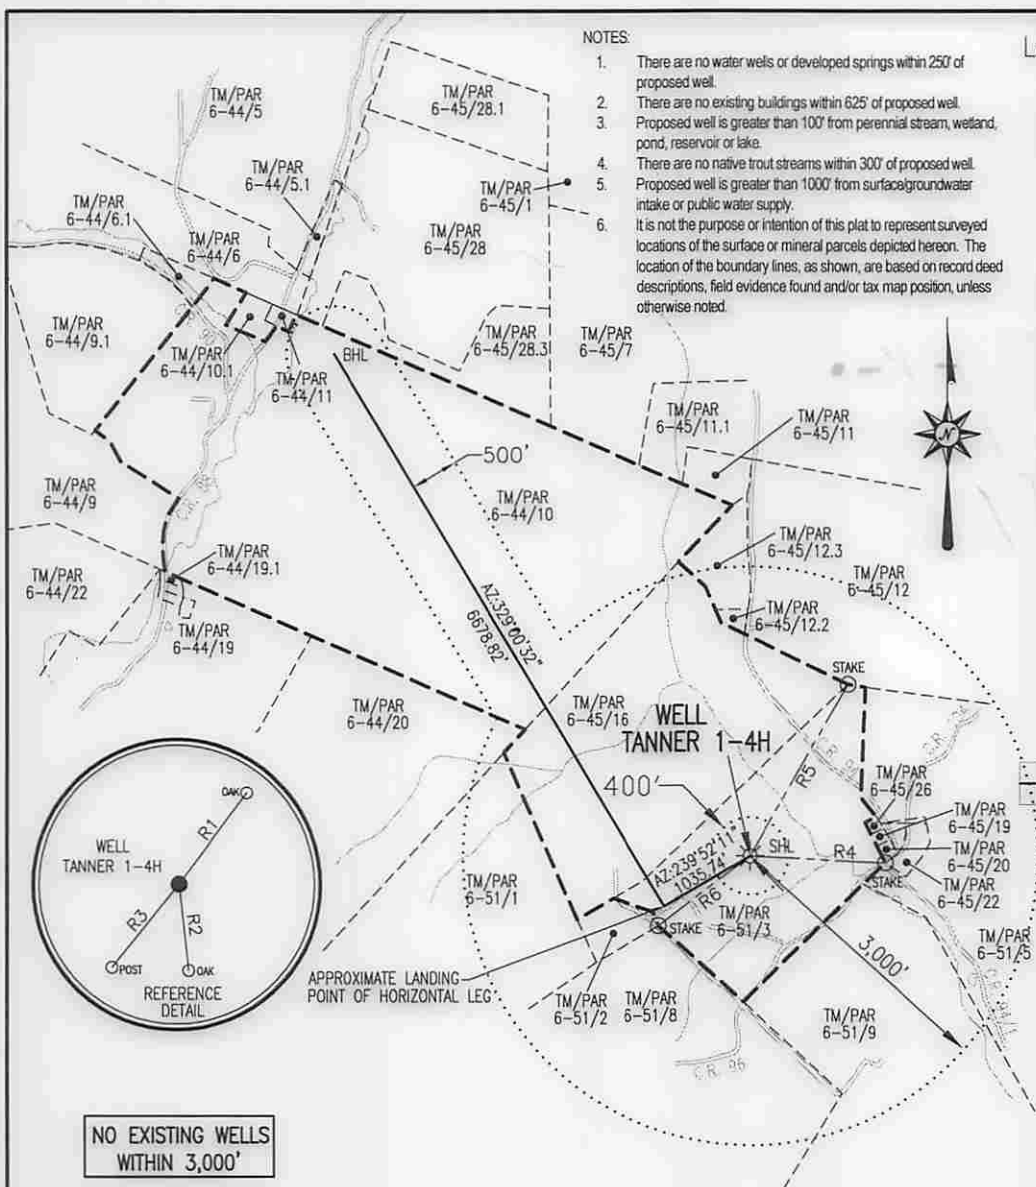 NOTES:
L
1. There are no water wells or developed springs within 250' of
proposed well.
2. There are no existing buildings within 625' of proposed well.
3. Proposed well is greater than 100' from perennial stream, wetland,
pond, reservoir or lake.
4. There are no native trout streams within 300' of proposed well.
5. Proposed well is greater than 1000' from surface/groundwater
intake or public water supply.
6. It is not the purpose or intention of this plat to represent surveyed
locations of the surface or mineral parcels depicted hereon. The
location of the boundary lines, as shown, are based on record deed
descriptions, field evidence found and/or tax map position, unless
otherwise noted.
TM/PAR
6-44/5
TM/PAR
6-45/28.1
TM/PAR
6-44/5.1
TM/PAR
6-45/1
TM/PAR
6-44/6.1
TM/PAR
6-44/6
TM/PAR
6-45/28
TM/PAR
6-44/9.1
TM/PAR
6-44/10.1
TM/PAR
6-44/11
BHL
TM/PAR
6-45/28.3
TM/PAR
6-45/7
TM/PAR
6-45/11.1
TM/PAR
6-45/11
N
500'
TM/PAR
6-44/9
TM/PAR
6-44/10
TM/PAR
6-45/12.3
TM/PAR
6-44/19.1
TM/PAR
6-44/22
TM/PAR
6-45/12
TM/PAR
6-45/12.2
AZ:329°00'32"
6678.82'
TM/PAR
6-44/19
STAKE
TM/PAR
6-44/20
TM/PAR
6-45/16
WELL
TANNER 1-4H
C.R. 96
C.R.
R5
400'
TM/PAR
6-45/26
TM/PAR
6-45/19
TM/PAR
6-45/20
TM/PAR
6-45/22
SHL
R4
STAKE
AZ:239°52'11"
1035.74'
R6
STAKE
TM/PAR
6-51/1
TM/PAR
6-51/3
TM/PAR
6-51/5
3,000'
OAK
R1
WELL
TANNER 1-4H
R3
R2
POST
OAK
REFERENCE
DETAIL
APPROXIMATE LANDING
POINT OF HORIZONTAL LEG
TM/PAR
6-51/2
TM/PAR
6-51/8
TM/PAR
6-51/9
C.R. 96
NO EXISTING WELLS
WITHIN 3,000'